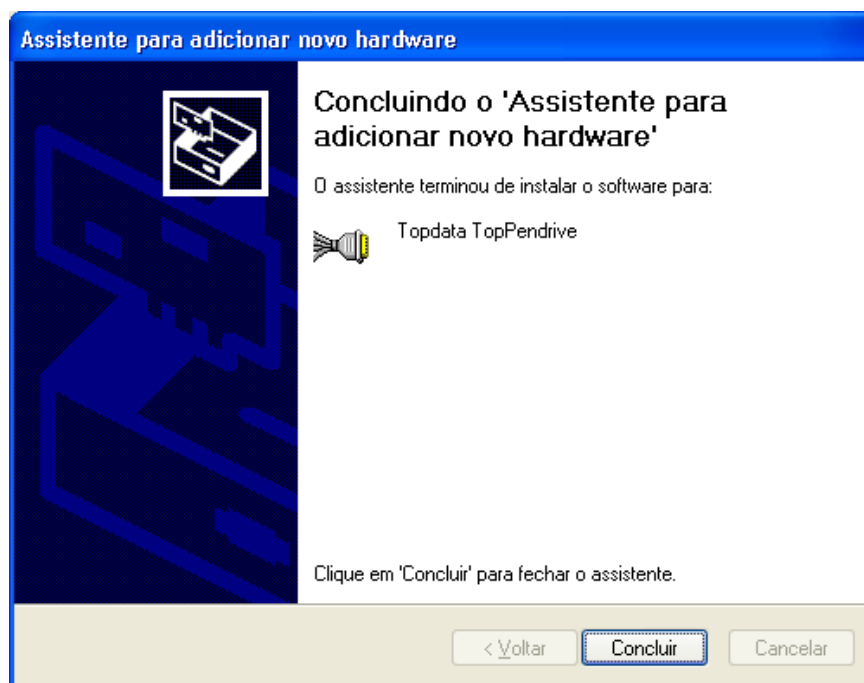 Assistente para adicionar novo hardware
Concluindo o 'Assistente para
adicionar novo hardware'
O assistente terminou de instalar o software para:
Topdata TopPendrive
Clique em 'Concluir' para fechar o assistente.
< Voltar
Concluir
Cancelar